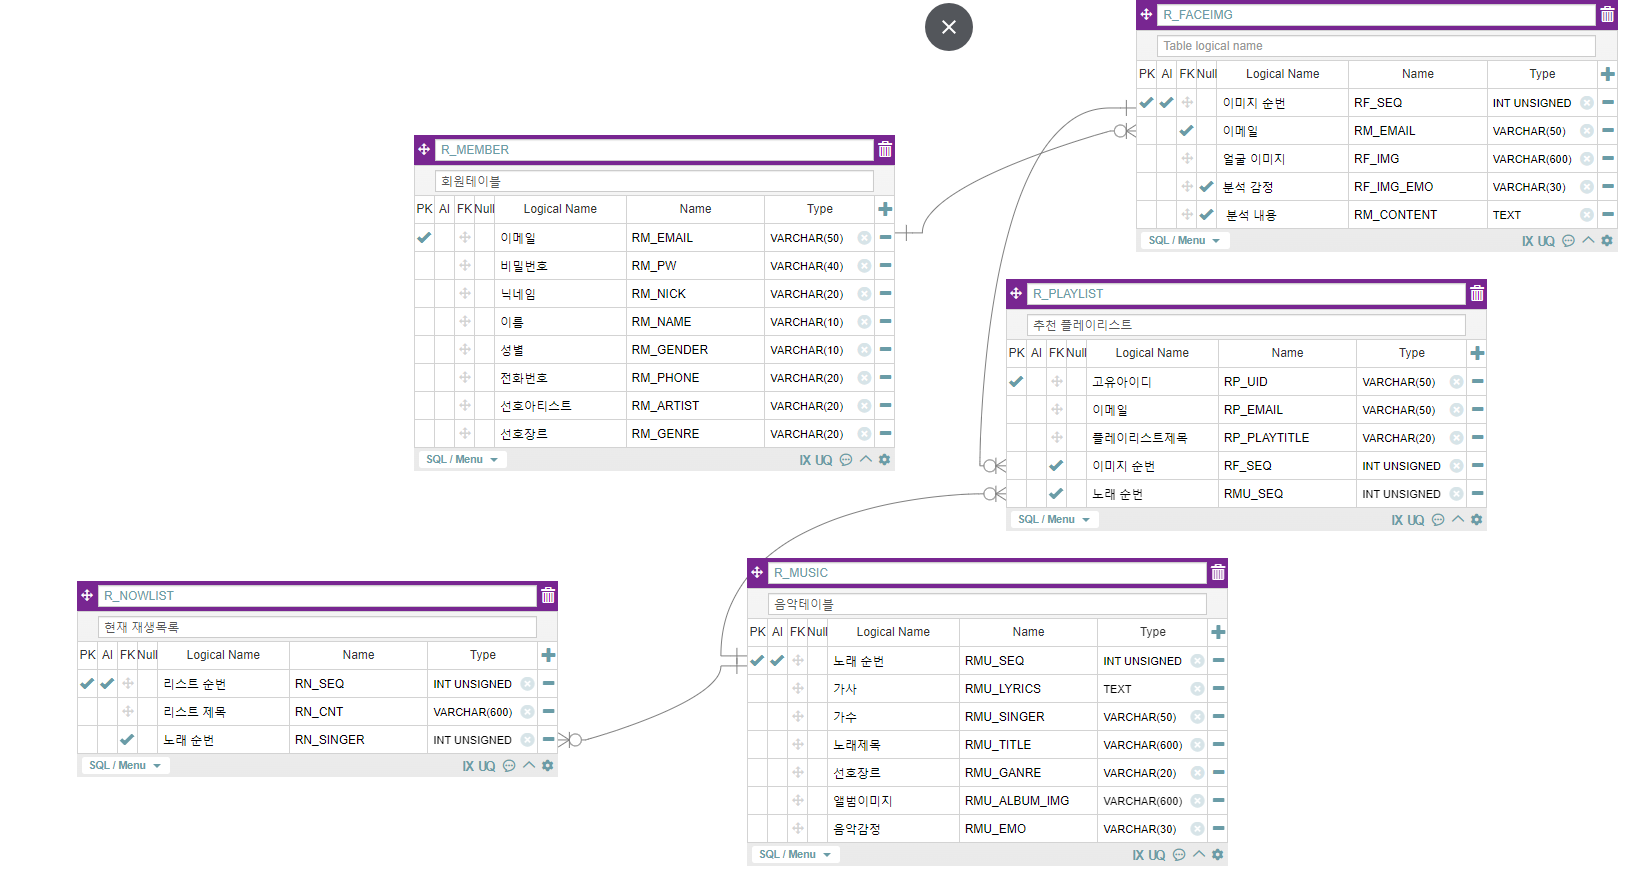 R_FACEIMG
Table logical name
PK AI FK Null Logical Name Name Type
이미지 순번 RF_SEQ INT UNSIGNED
이메일 RM_EMAIL VARCHAR(50)
얼굴 이미지 RF_IMG VARCHAR(600)
분석 감정 RF_IMG_EMO VARCHAR(30)
분석 내용 RM_CONTENT TEXT
SQL / Menu IX UQ
R_MEMBER
회원테이블
PK AI FK Null Logical Name Name Type
이메일 RM_EMAIL VARCHAR(50)
비밀번호 RM_PW VARCHAR(40)
닉네임 RM_NICK VARCHAR(20)
이름 RM_NAME VARCHAR(10)
성별 RM_GENDER VARCHAR(10)
전화번호 RM_PHONE VARCHAR(20)
선호아티스트 RM_ARTIST VARCHAR(20)
선호장르 RM_GENRE VARCHAR(20)
SQL / Menu IX UQ
R_PLAYLIST
추천 플레이리스트
PK AI FK Null Logical Name Name Type
고유아이디 RP_UID VARCHAR(50)
이메일 RP_EMAIL VARCHAR(50)
플레이리스트제목 RP_PLAYTITLE VARCHAR(20)
이미지 순번 RF_SEQ INT UNSIGNED
노래 순번 RMU_SEQ INT UNSIGNED
SQL / Menu IX UQ
R_NOWLIST
현재 재생목록
PK AI FK Null Logical Name Name Type
리스트 순번 RN_SEQ INT UNSIGNED
리스트 제목 RN_CNT VARCHAR(600)
노래 순번 RN_SINGER INT UNSIGNED
SQL / Menu IX UQ
R_MUSIC
음악테이블
PK AI FK Null Logical Name Name Type
노래 순번 RMU_SEQ INT UNSIGNED
가사 RMU_LYRICS TEXT
가수 RMU_SINGER VARCHAR(50)
노래제목 RMU_TITLE VARCHAR(600)
선호장르 RMU_GANRE VARCHAR(20)
앨범이미지 RMU_ALBUM_IMG VARCHAR(600)
음악감정 RMU_EMO VARCHAR(30)
SQL / Menu IX UQ